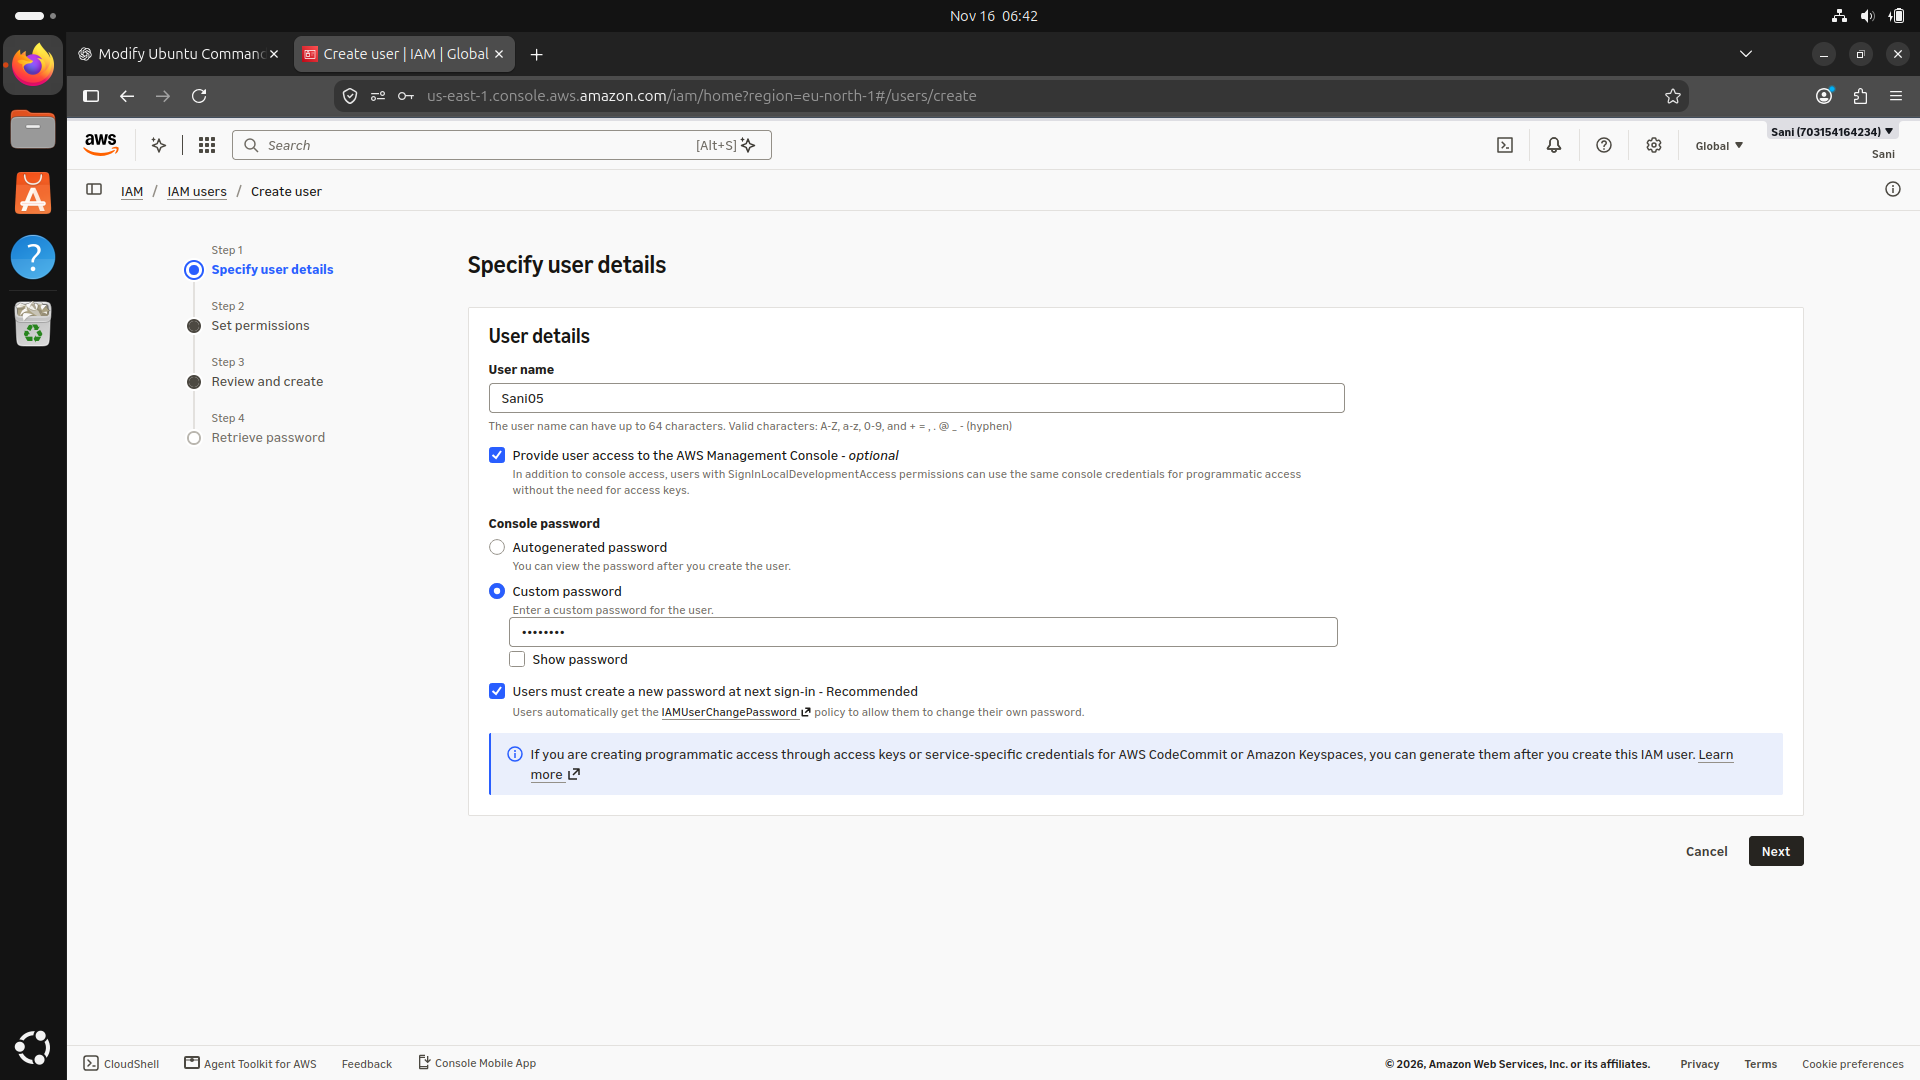 Nov 16 06:42
Modify Ubuntu Comman
Create user | IAM | Global
us-east-1.console.aws.amazon.com/iam/home?region=eu-north-1#/users/create
aws
Search
[Alt+S]
Global
Sani (703154164234)
Sani
IAM / IAM users / Create user
Step 1
Specify user details
Step 2
Set permissions
Step 3
Review and create
Step 4
Retrieve password
Specify user details
User details
User name
Sani05
The user name can have up to 64 characters. Valid characters: A-Z, a-z, 0-9, and + = , . @ _ - (hyphen)
Provide user access to the AWS Management Console - optional
In addition to console access, users with SignInLocalDevelopmentAccess permissions can use the same console credentials for programmatic access
without the need for access keys.
Console password
Autogenerated password
You can view the password after you create the user.
Custom password
Enter a custom password for the user.
••••••••
Show password
Users must create a new password at next sign-in - Recommended
Users automatically get the IAMUserChangePassword policy to allow them to change their own password.
If you are creating programmatic access through access keys or service-specific credentials for AWS CodeCommit or Amazon Keyspaces, you can generate them after you create this IAM user. Learn
more
Cancel
Next
CloudShell
Agent Toolkit for AWS
Feedback
Console Mobile App
© 2026, Amazon Web Services, Inc. or its affiliates.
Privacy
Terms
Cookie preferences